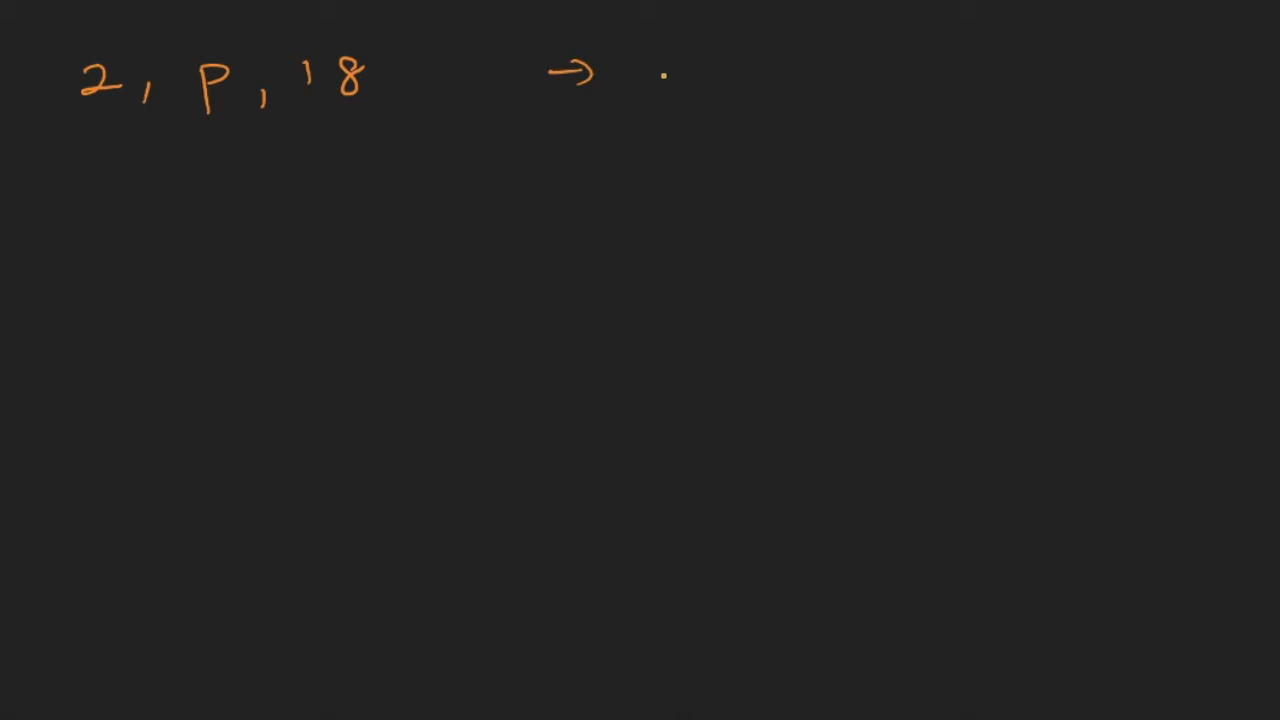 2, P, 18 →